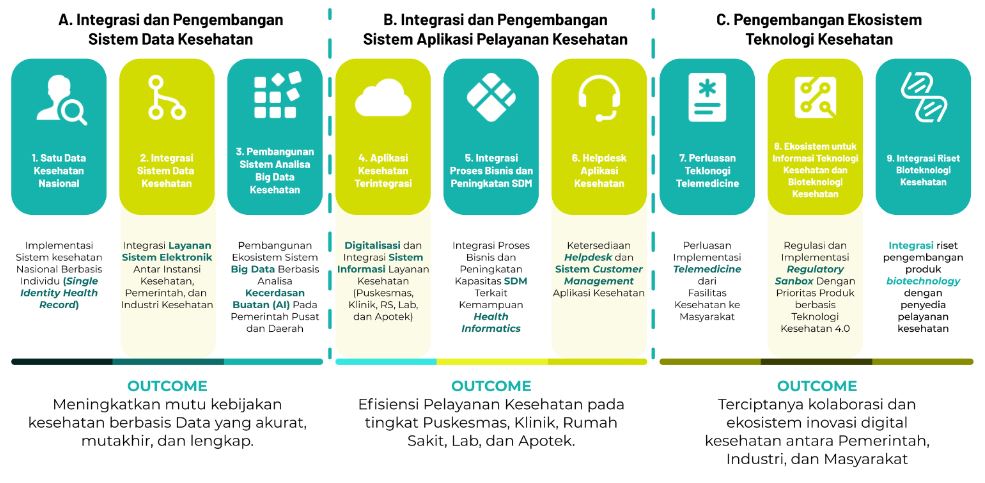 A. Integrasi dan Pengembangan
Sistem Data Kesehatan
1. Satu Data
Kesehatan
Nasional
2. Integrasi
Sistem Data
Kesehatan
3. Pembangunan
Sistem Analisa
Big Data
Kesehatan
Implementasi
Sistem kesehatan
Nasional Berbasis
Individu (Single
Identity Health
Record)
Integrasi Layanan
Sistem Elektronik
Antar Instansi
Kesehatan,
Pemerintah, dan
Industri Kesehatan
Pembangunan
Ekosistem Sistem
Big Data Berbasis
Analisa
Kecerdasan
Buatan (AI) Pada
Pemerintah Pusat
dan Daerah
OUTCOME
Meningkatkan mutu kebijakan
kesehatan berbasis Data yang akurat,
mutakhir, dan lengkap.
B. Integrasi dan Pengembangan
Sistem Aplikasi Pelayanan Kesehatan
4. Aplikasi
Kesehatan
Terintegrasi
5. Integrasi
Proses Bisnis dan
Peningkatan SDM
6. Helpdesk
Aplikasi
Kesehatan
Digitalisasi dan
Integrasi Sistem
Informasi Layanan
Kesehatan
(Puskesmas,
Klinik, RS, Lab,
dan Apotek)
Integrasi Proses
Bisnis dan
Peningkatan
Kapasitas SDM
Terkait
Kemampuan
Health
Informatics
Ketersediaan
Helpdesk dan
Sistem Customer
Management
Aplikasi Kesehatan
OUTCOME
Efisiensi Pelayanan Kesehatan pada
tingkat Puskesmas, Klinik, Rumah
Sakit, Lab, dan Apotek.
C. Pengembangan Ekosistem
Teknologi Kesehatan
7. Perluasan
Teklonogi
Telemedicine
8. Ekosistem untuk
Informasi Teknologi
Kesehatan dan
Bioteknologi
Kesehatan
9. Integrasi Riset
Bioteknologi
Kesehatan
Perluasan
Implementasi
Telemedicine
dari
Fasilitas
Kesehatan ke
Masyarakat
Regulasi dan
Implementasi
Regulatory
Sanbox Dengan
Prioritas Produk
berbasis
Teknologi
Kesehatan 4.0
Integrasi riset
pengembangan
produk
biotechnology
dengan
penyedia
pelayanan
kesehatan
OUTCOME
Terciptanya kolaborasi dan
ekosistem inovasi digital
kesehatan antara Pemerintah,
Industri, dan Masyarakat